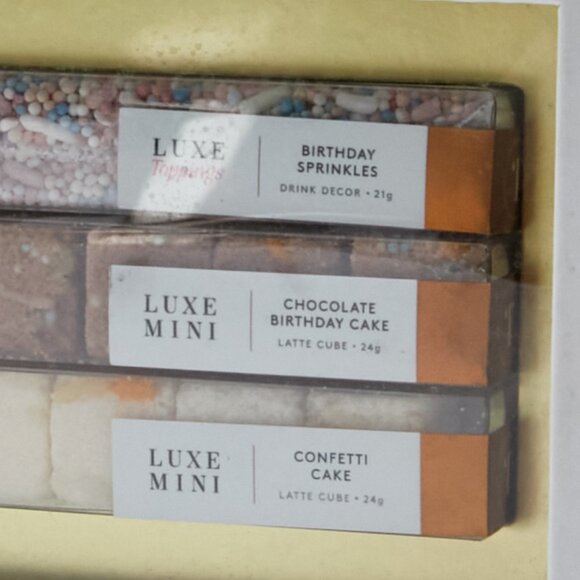 LUXE
Toppings
BIRTHDAY
SPRINKLES
DRINK DECOR • 21g
LUXE
MINI
CHOCOLATE
BIRTHDAY CAKE
LATTE CUBE • 24g
LUXE
MINI
CONFETTI
CAKE
LATTE CUBE • 24g